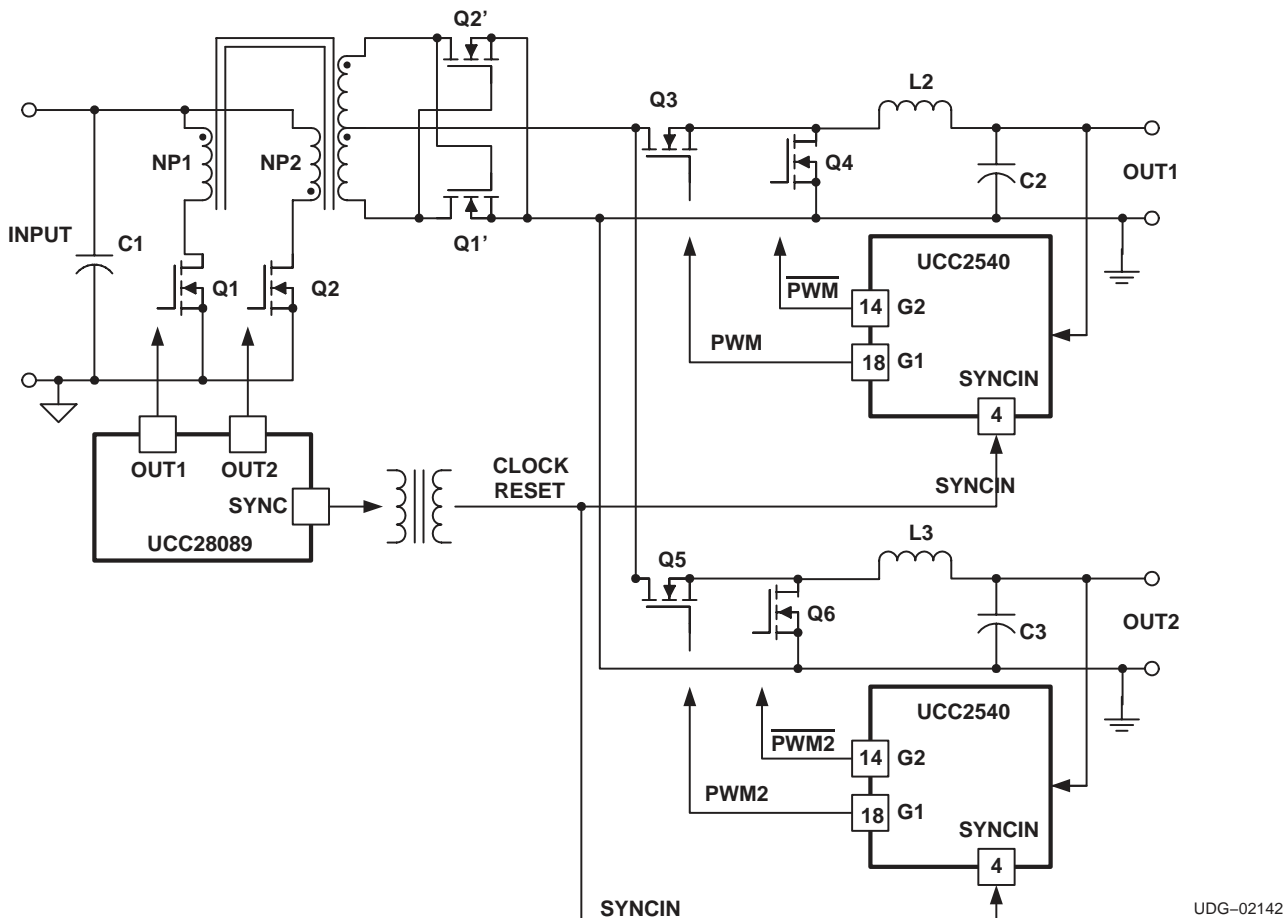 Q2’
Q3
L2
NP1
NP2
Q4
C2
OUT1
INPUT
C1
Q1
Q2
Q1’
UCC2540
PWM
14
G2
PWM
18
G1
SYNCIN
4
OUT1
OUT2
SYNC
UCC28089
CLOCK
RESET
SYNCIN
L3
Q5
Q6
C3
OUT2
UCC2540
PWM2
14
G2
PWM2
18
G1
SYNCIN
4
SYNCIN
UDG–02142